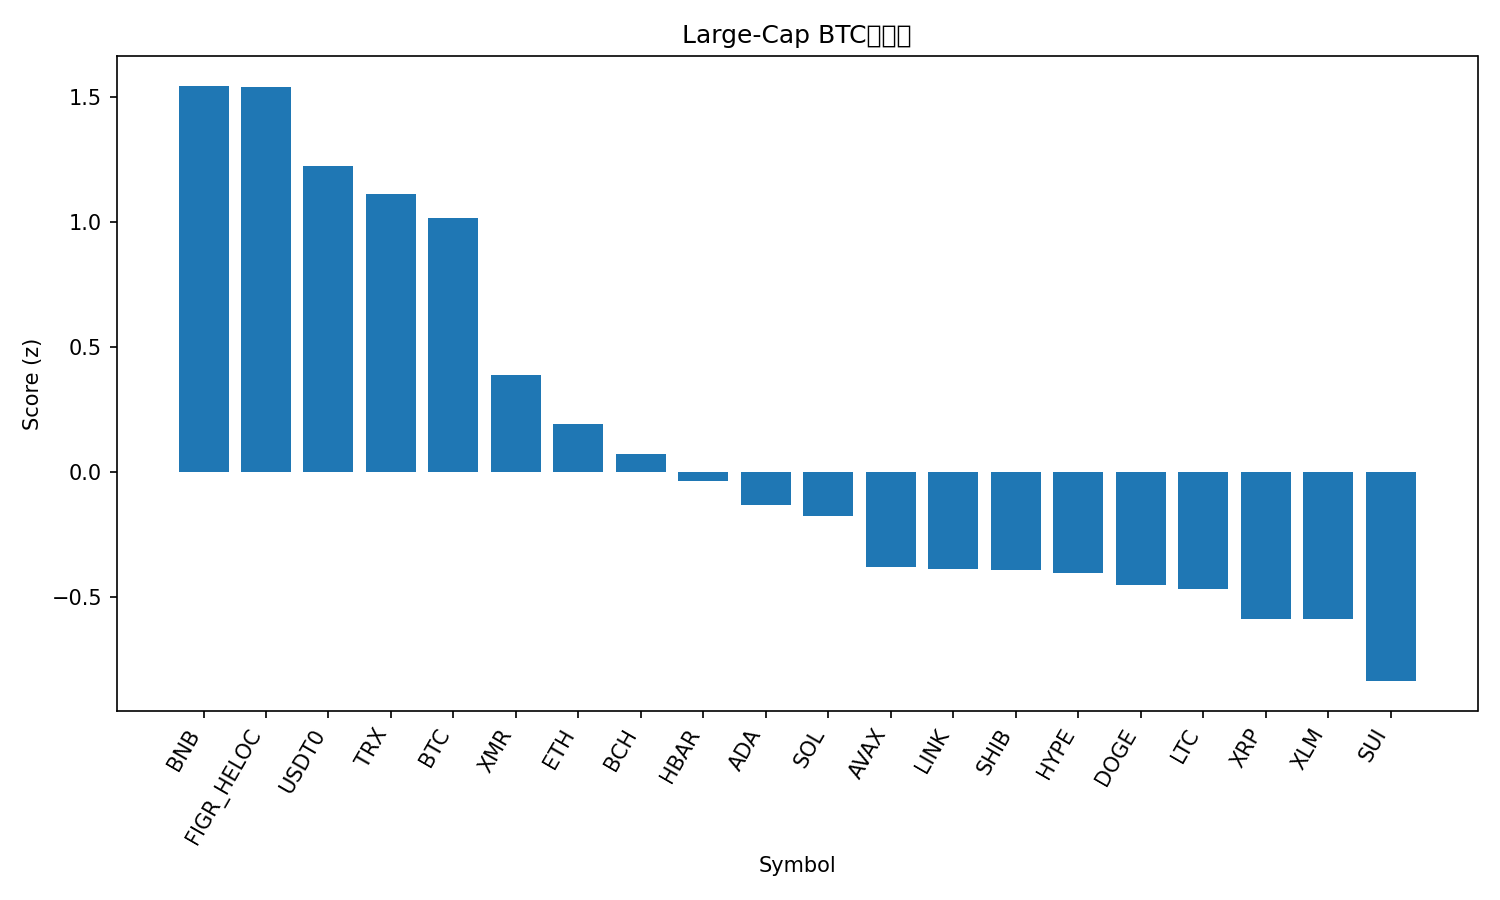 Large-Cap BTC
Score (z)
1.5
1.0
0.5
0.0
−0.5
BNB
FIGR_HELOC
USDT0
TRX
BTC
XMR
ETH
BCH
HBAR
ADA
SOL
AVAX
LINK
SHIB
HYPE
DOGE
LTC
XRP
XLM
SUI
Symbol